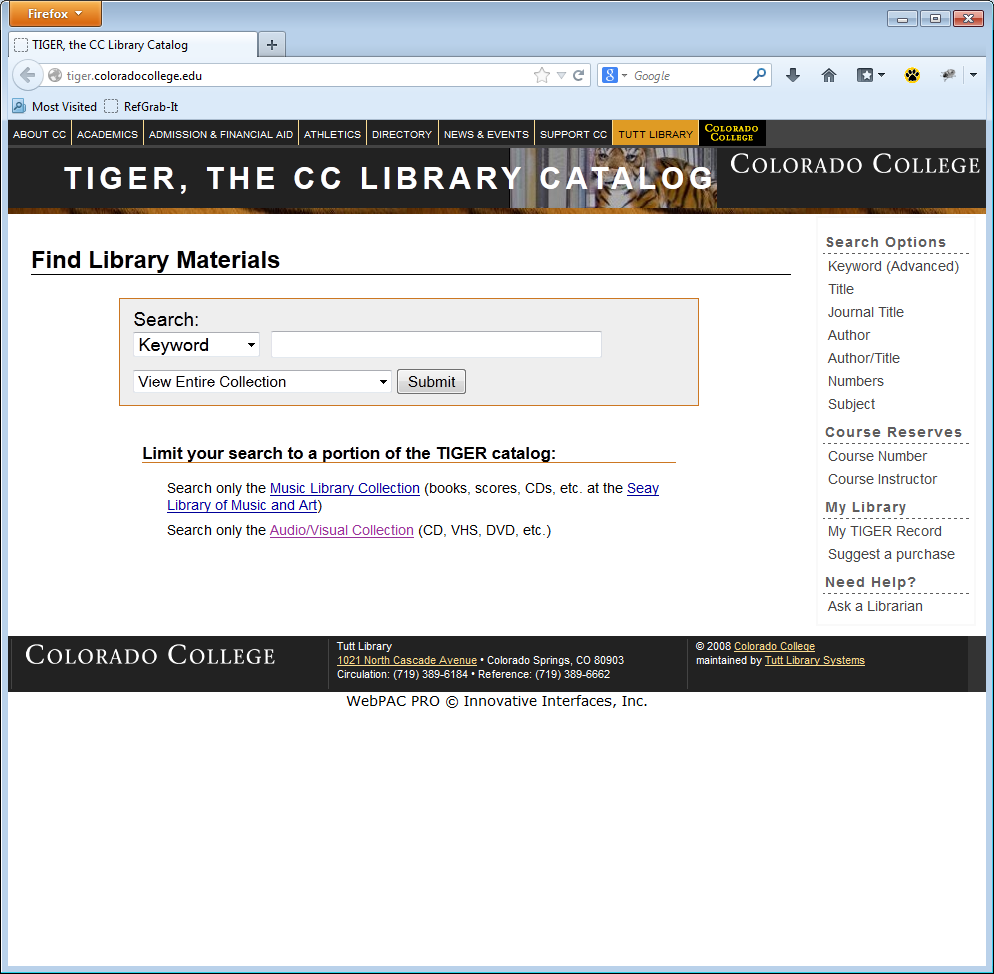 Firefox
TIGER, the CC Library Catalog
tiger.coloradocollege.edu
Google
Most Visited RefGrab-It
ABOUT CC ACADEMICS ADMISSION & FINANCIAL AID ATHLETICS DIRECTORY NEWS & EVENTS SUPPORT CC TUTT LIBRARY COLORADO COLLEGE
TIGER, THE CC LIBRARY CATALOG
COLORADO COLLEGE
Find Library Materials
Search:
Keyword
View Entire Collection Submit
Limit your search to a portion of the TIGER catalog:
Search only the Music Library Collection (books, scores, CDs, etc. at the Seay
Library of Music and Art)
Search only the Audio/Visual Collection (CD, VHS, DVD, etc.)
Search Options
Keyword (Advanced)
Title
Journal Title
Author
Author/Title
Numbers
Subject
Course Reserves
Course Number
Course Instructor
My Library
My TIGER Record
Suggest a purchase
Need Help?
Ask a Librarian
COLORADO COLLEGE
Tutt Library
1021 North Cascade Avenue • Colorado Springs, CO 80903
Circulation: (719) 389-6184 • Reference: (719) 389-6662
© 2008 Colorado College
maintained by Tutt Library Systems
WebPAC PRO © Innovative Interfaces, Inc.